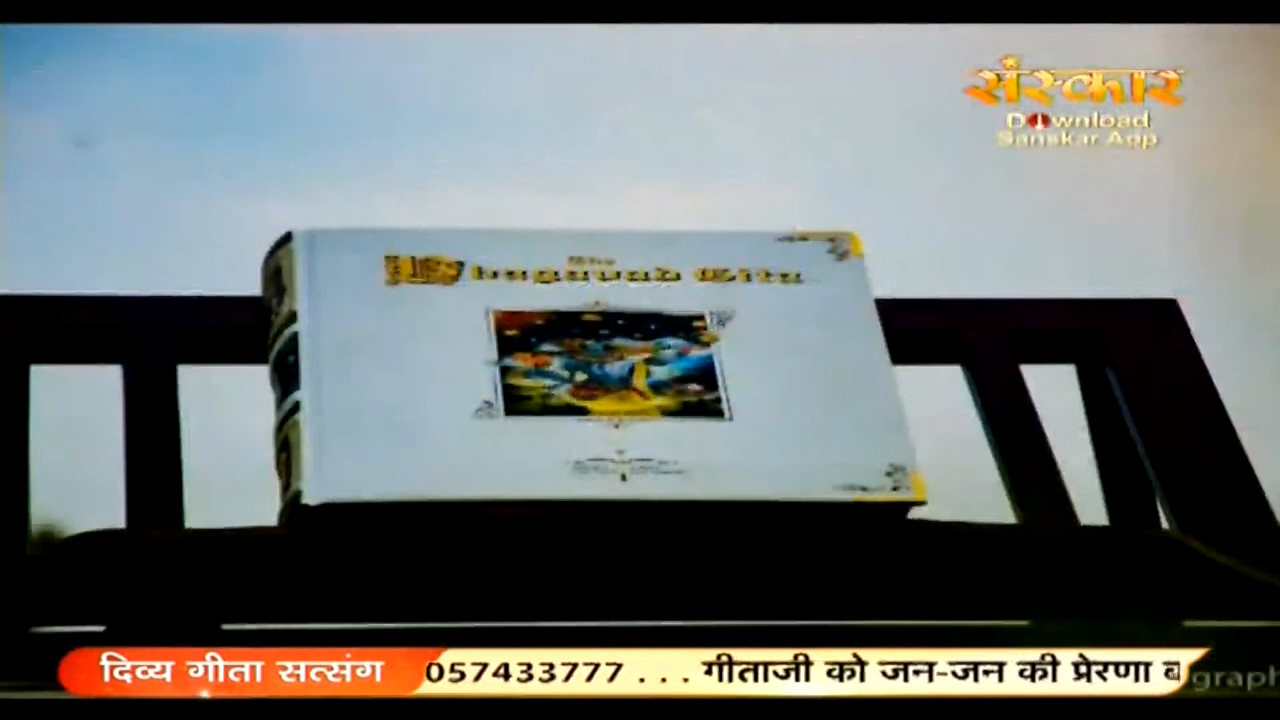 संस्कार
Download
Sanskar App
The
Bhagavad Gita
दिव्य गीता सत्संग
057433777 . . . गीताजी को जन-जन की प्रेरणा
graph